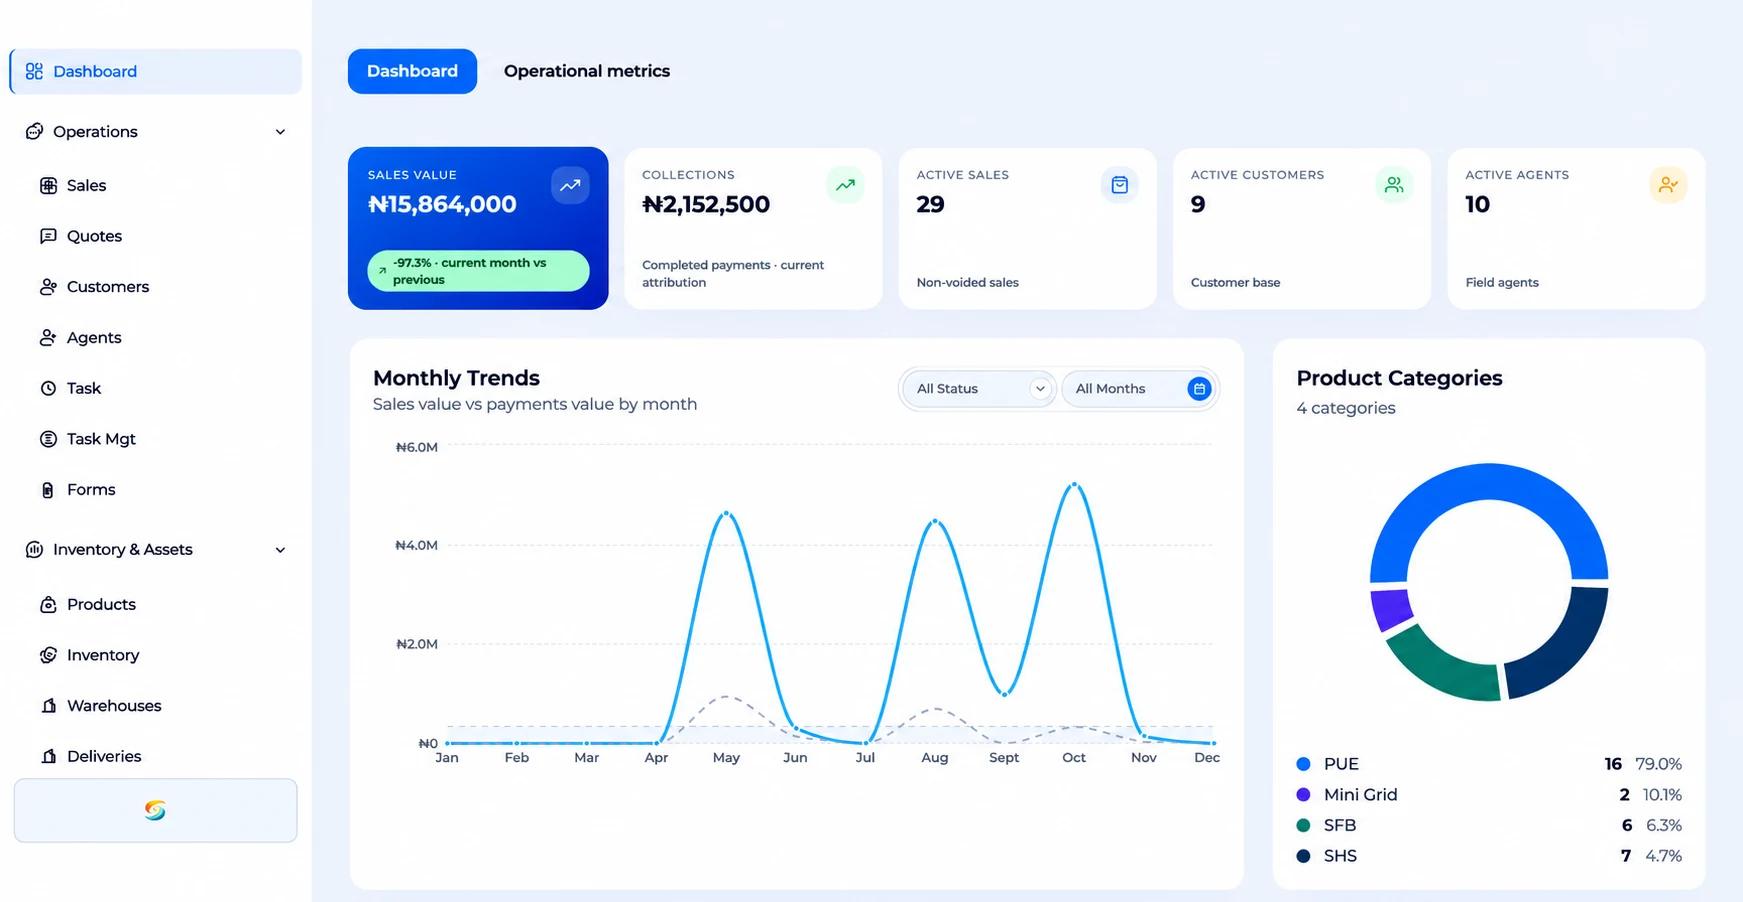 Dashboard
Operations
Sales
Quotes
Customers
Agents
Task
Task Mgt
Forms
Inventory & Assets
Products
Inventory
Warehouses
Deliveries
Dashboard
Operational metrics
SALES VALUE
₦15,864,000
-97.3% · current month vs
previous
COLLECTIONS
₦2,152,500
Completed payments · current
attribution
ACTIVE SALES
29
Non-voided sales
ACTIVE CUSTOMERS
9
Customer base
ACTIVE AGENTS
10
Field agents
Monthly Trends
Sales value vs payments value by month
All Status
All Months
₦6.0M
₦4.0M
₦2.0M
₦0
Jan Feb Mar Apr May Jun Jul Aug Sept Oct Nov Dec
Product Categories
4 categories
PUE 16 79.0%
Mini Grid 2 10.1%
SFB 6 6.3%
SHS 7 4.7%